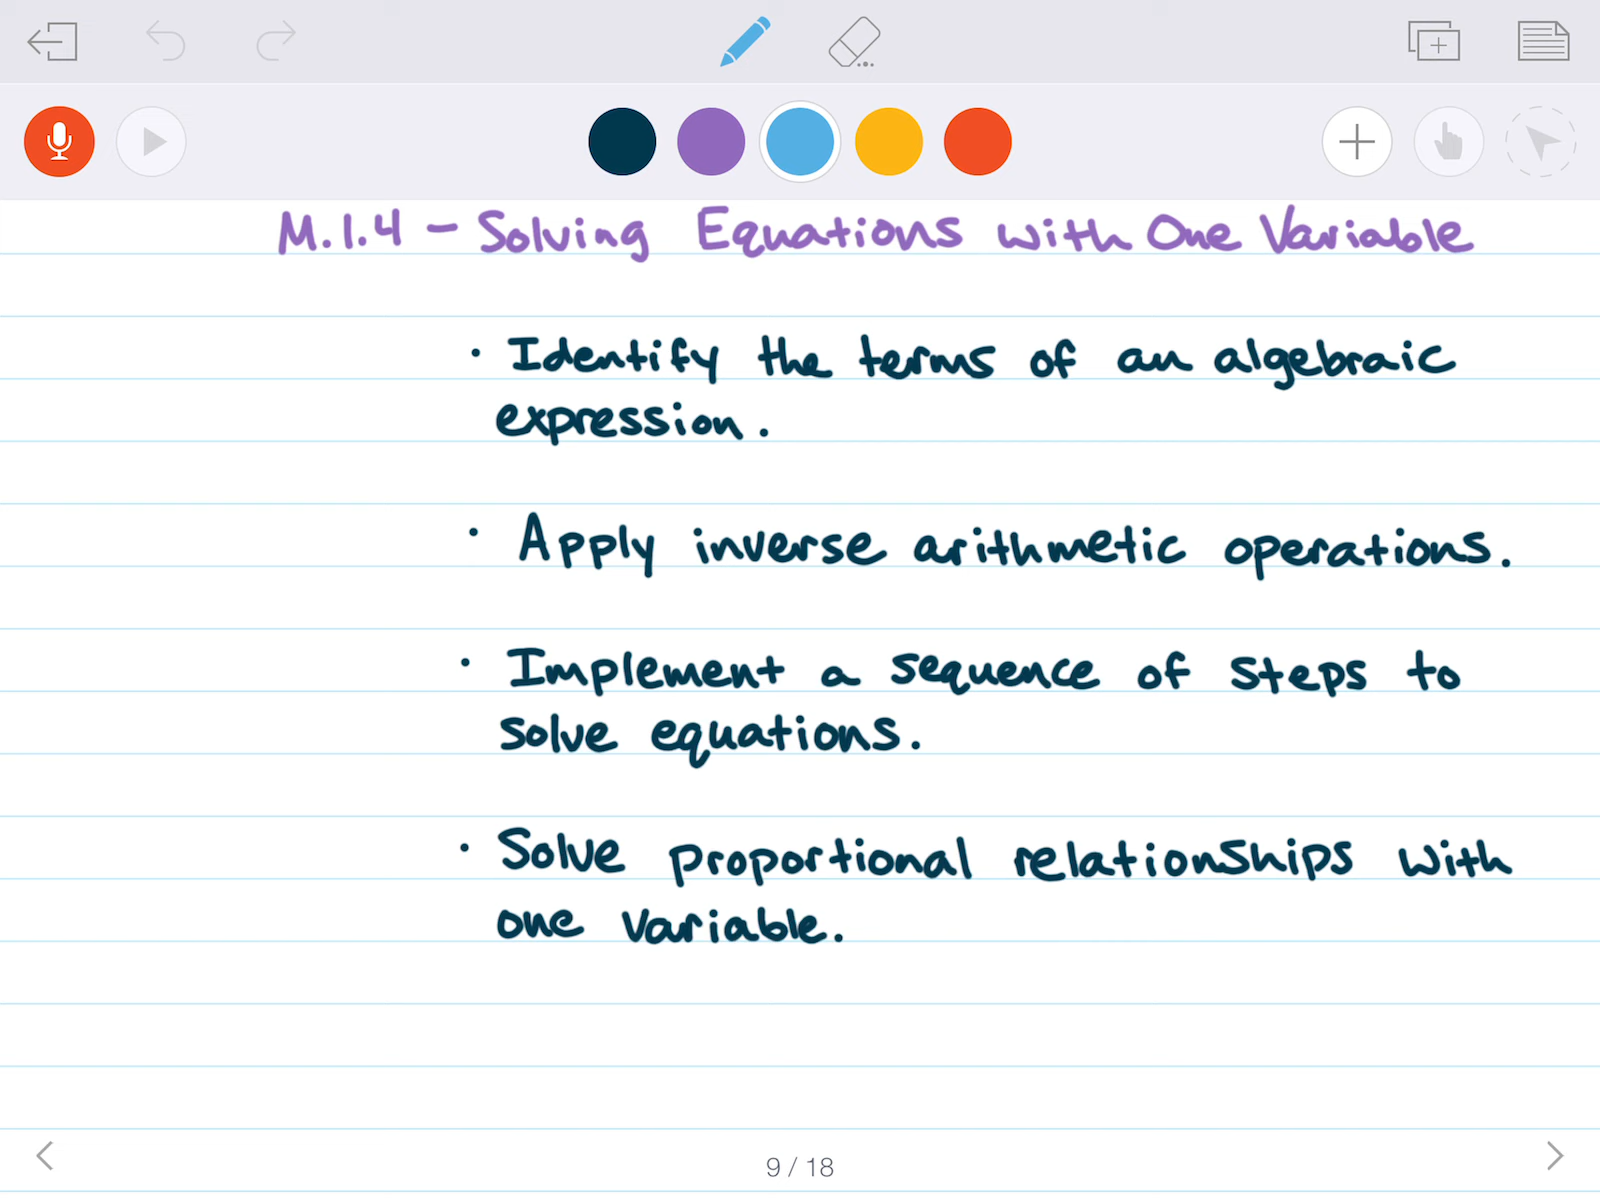 M.1.4 - Solving Equations with One Variable
· Identify the terms of an algebraic
expression.
· Apply inverse arithmetic operations.
· Implement a sequence of steps to
solve equations.
· Solve proportional relationships with
one variable.
9 / 18